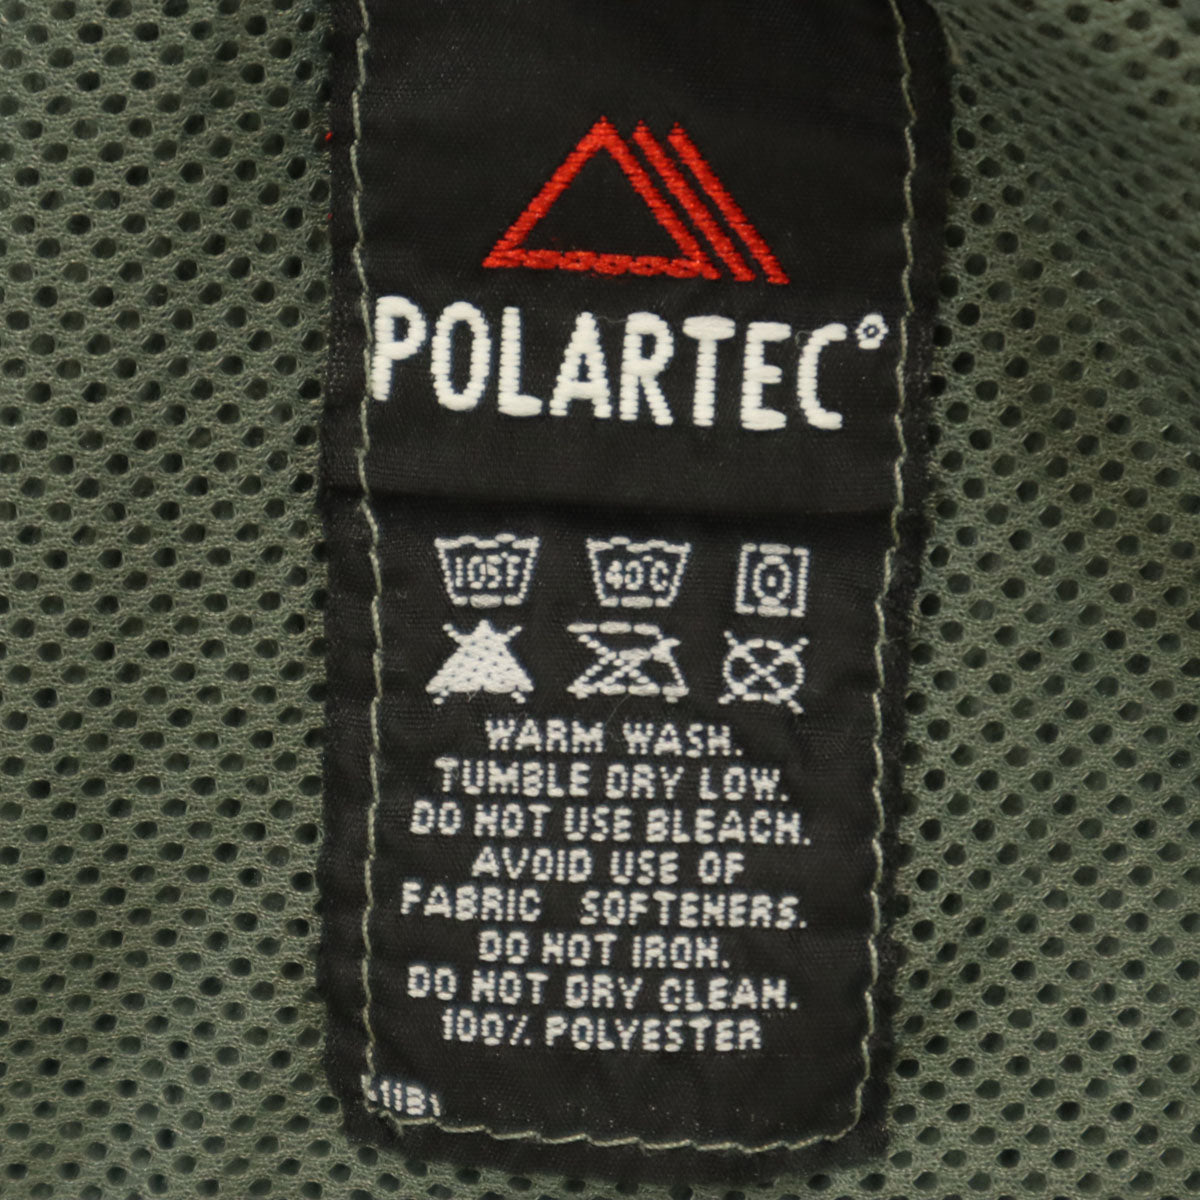 POLARTEC®
105F 40°C
WARM WASH.
TUMBLE DRY LOW.
DO NOT USE BLEACH.
AVOID USE OF
FABRIC SOFTENERS.
DO NOT IRON.
DO NOT DRY CLEAN.
100% POLYESTER